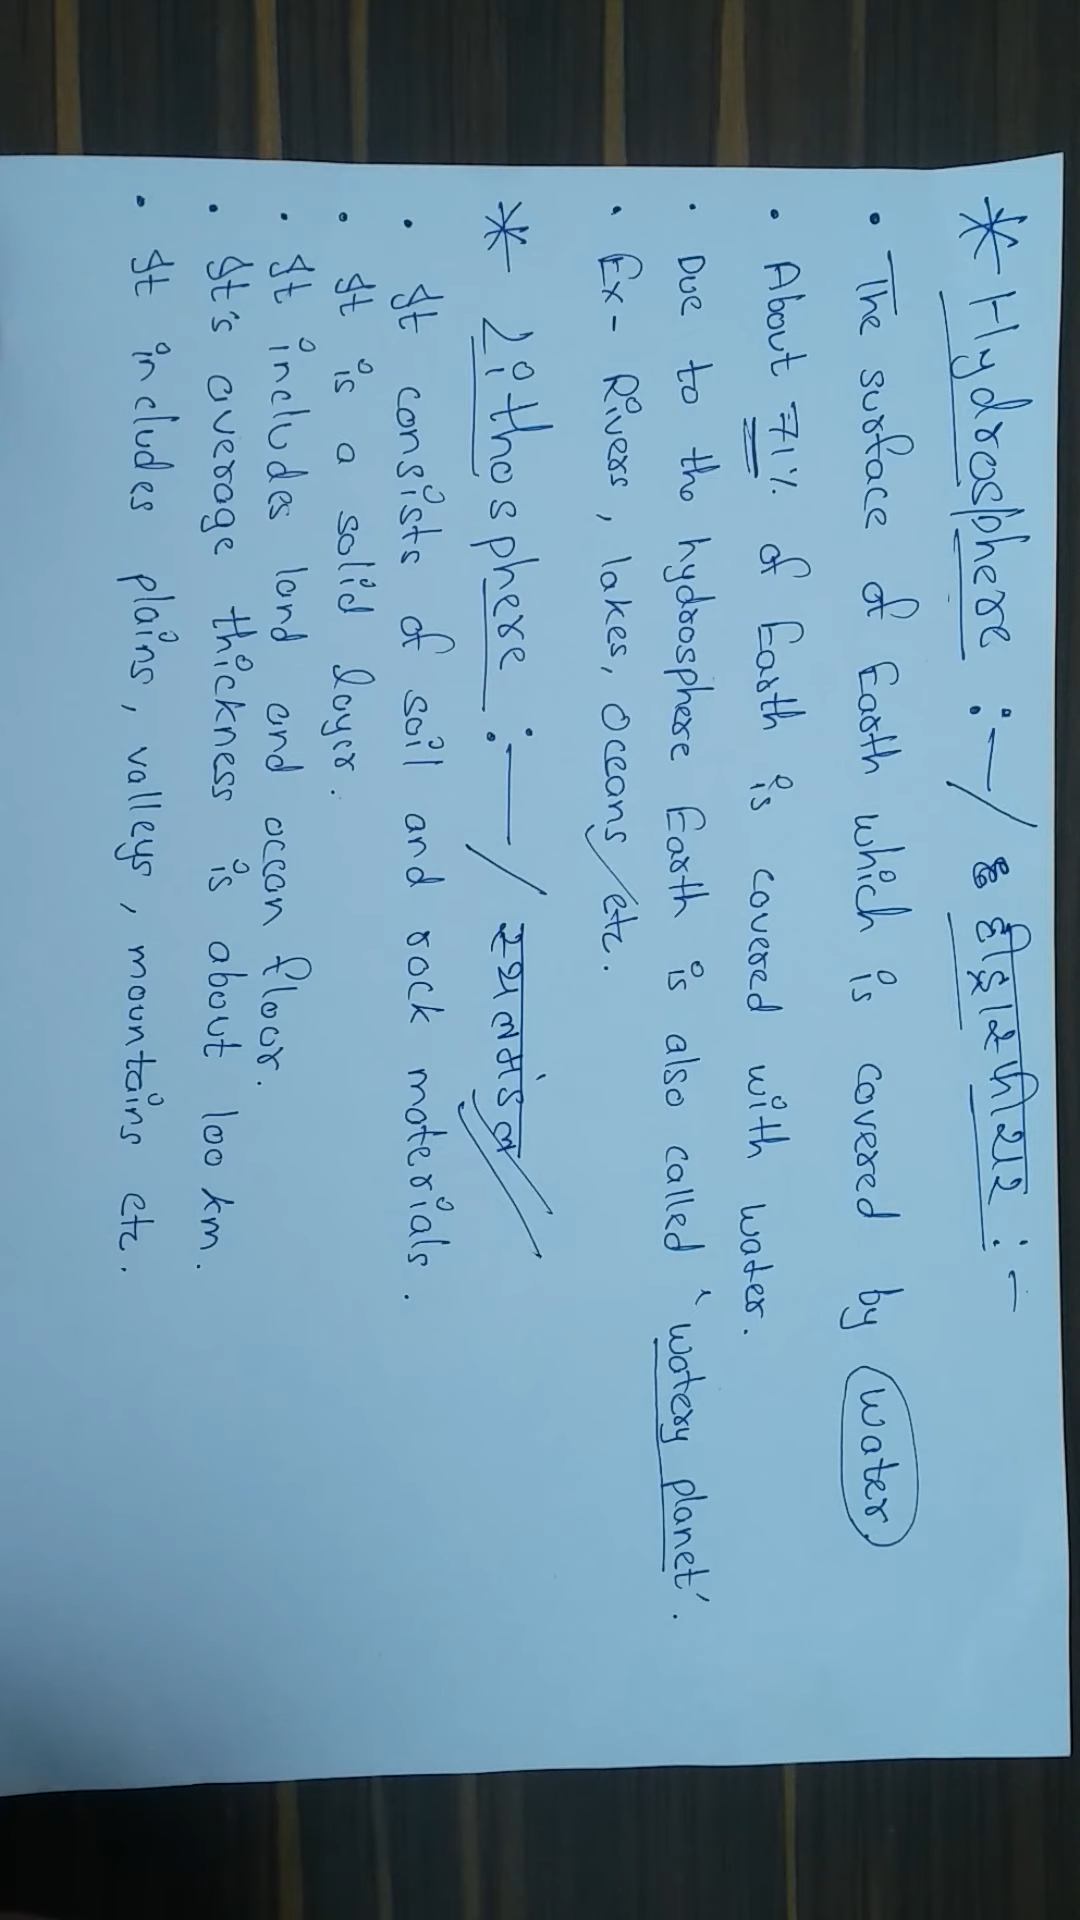 * Hydrosphere :- / हाइड्रोस्फीयर :-
• The surface of Earth which is covered by water.
• About 71% of Earth is covered with water.
• Due to the hydrosphere Earth is also called 'watery planet'.
• Ex- Rivers, lakes, Oceans etc.
* Lithosphere :- / स्थलमंडल
• It consists of soil and rock materials.
• It is a solid layer.
• It includes land and ocean floor.
• It's average thickness is about 100 km.
• It includes plains, valleys, mountains etc.